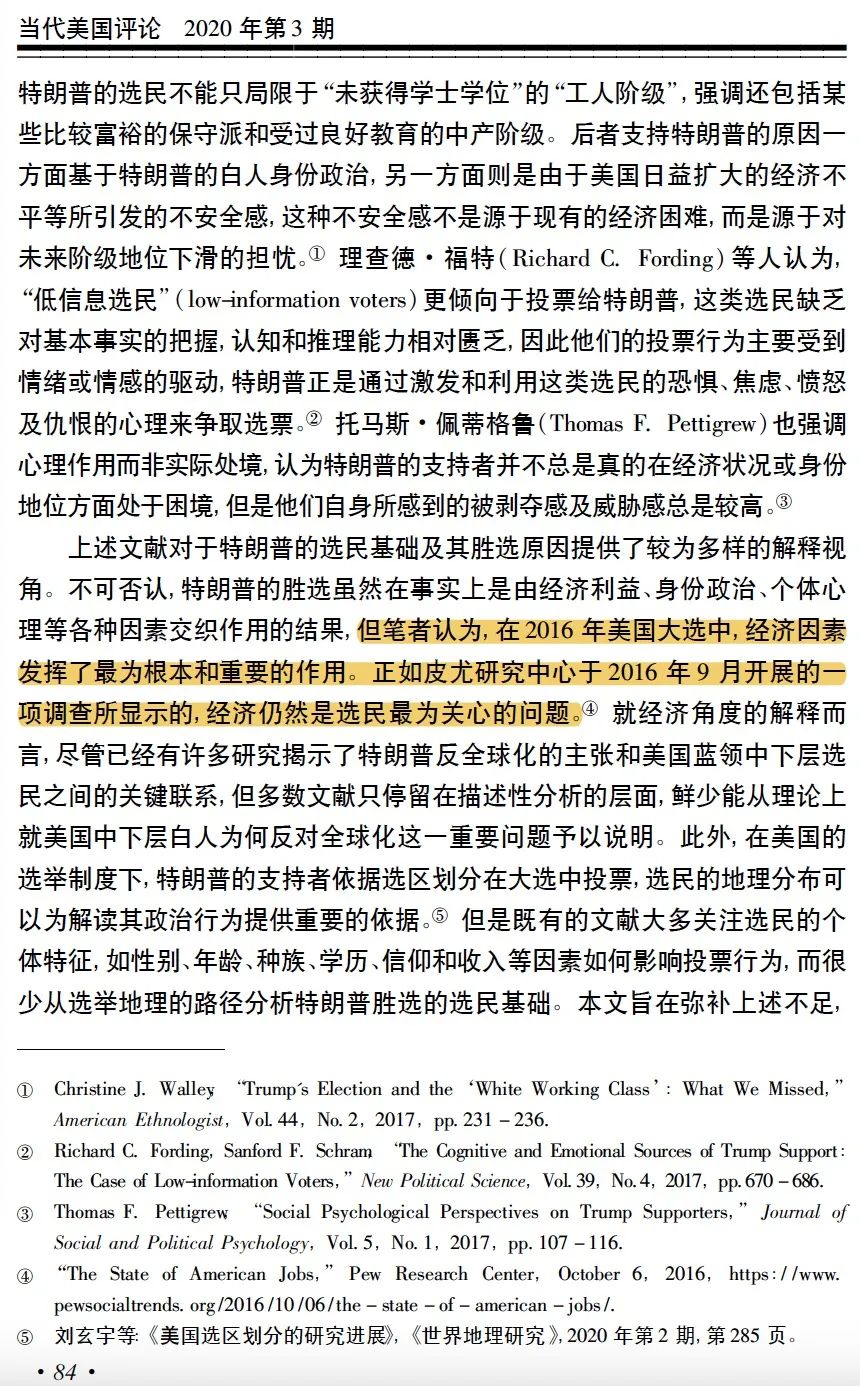 当代美国评论 2020 年第 3 期
特朗普的选民不能只局限于“未获得学士学位”的“工人阶级”,强调还包括某
些比较富裕的保守派和受过良好教育的中产阶级。后者支持特朗普的原因一
方面基于特朗普的白人身份政治,另一方面则是由于美国日益扩大的经济不
平等所引发的不安全感,这种不安全感不是源于现有的经济困难,而是源于对
未来阶级地位下滑的担忧。① 理查德·福特(Richard C. Fording)等人认为,
“低信息选民”(low-information voters)更倾向于投票给特朗普,这类选民缺乏
对基本事实的把握,认知和推理能力相对匮乏,因此他们的投票行为主要受到
情绪或情感的驱动,特朗普正是通过激发和利用这类选民的恐惧、焦虑、愤怒
及仇恨的心理来争取选票。② 托马斯·佩蒂格鲁(Thomas F. Pettigrew)也强调
心理作用而非实际处境,认为特朗普的支持者并不总是真的在经济状况或身份
地位方面处于困境,但是他们自身所感到的被剥夺感及威胁感总是较高。③
上述文献对于特朗普的选民基础及其胜选原因提供了较为多样的解释视
角。不可否认,特朗普的胜选虽然在事实上是由经济利益、身份政治、个体心
理等各种因素交织作用的结果,但笔者认为,在 2016 年美国大选中,经济因素
发挥了最为根本和重要的作用。正如皮尤研究中心于 2016 年 9 月开展的一
项调查所显示的,经济仍然是选民最为关心的问题。④ 就经济角度的解释而
言,尽管已经有许多研究揭示了特朗普反全球化的主张和美国蓝领中下层选
民之间的关键联系,但多数文献只停留在描述性分析的层面,鲜少能从理论上
就美国中下层白人为何反对全球化这一重要问题予以说明。此外,在美国的
选举制度下,特朗普的支持者依据选区划分在大选中投票,选民的地理分布可
以为解读其政治行为提供重要的依据。⑤ 但是既有的文献大多关注选民的个
体特征,如性别、年龄、种族、学历、信仰和收入等因素如何影响投票行为,而很
少从选举地理的路径分析特朗普胜选的选民基础。本文旨在弥补上述不足,
① Christine J. Walley, “Trump's Election and the ‘White Working Class’: What We Missed,”
American Ethnologist, Vol. 44, No. 2, 2017, pp. 231-236.
② Richard C. Fording, Sanford F. Schram, “The Cognitive and Emotional Sources of Trump Support:
The Case of Low-information Voters,” New Political Science, Vol. 39, No. 4, 2017, pp. 670-686.
③ Thomas F. Pettigrew, “Social Psychological Perspectives on Trump Supporters,” Journal of
Social and Political Psychology, Vol. 5, No. 1, 2017, pp. 107-116.
④ “The State of American Jobs,” Pew Research Center, October 6, 2016, https://www.
pewsocialtrends.org/2016/10/06/the-state-of-american-jobs/.
⑤ 刘玄宇等:《美国选区划分的研究进展》,《世界地理研究》,2020 年第 2 期,第 285 页。
· 84 ·